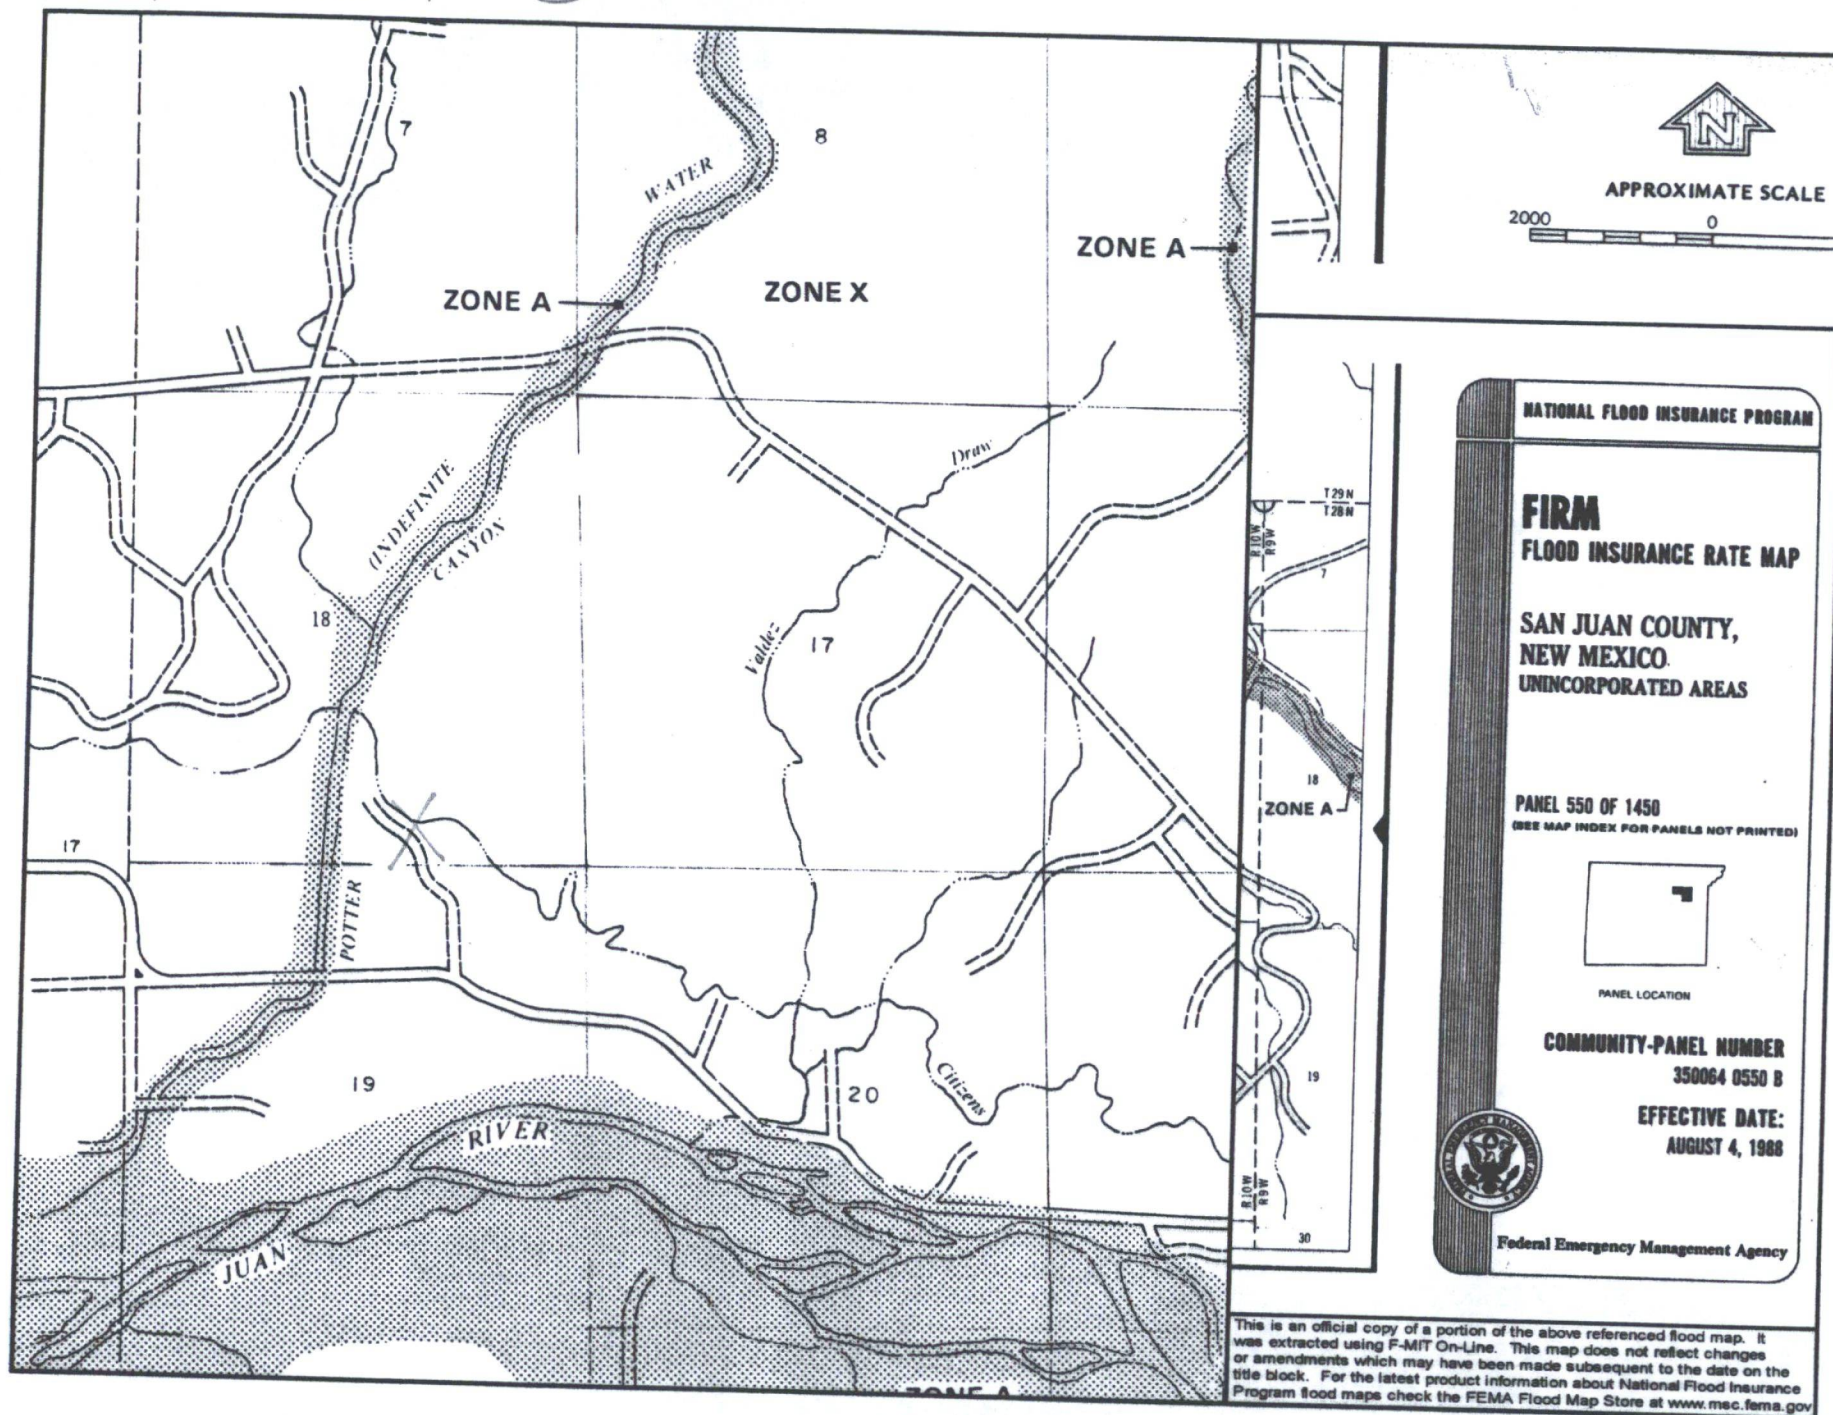 7
8
WATER
ZONE A
ZONE X
ZONE A
Draw
(INDEFINITE
CANYON
18
Valdez
17
17
POTTER
19
20
Citizens
RIVER
JUAN
ZONE A
T29N
T28N
R10W
R9W
7
18
ZONE A
19
R10W
R9W
30
N
APPROXIMATE SCALE
2000 0
NATIONAL FLOOD INSURANCE PROGRAM
FIRM
FLOOD INSURANCE RATE MAP
SAN JUAN COUNTY,
NEW MEXICO
UNINCORPORATED AREAS
PANEL 550 OF 1450
(SEE MAP INDEX FOR PANELS NOT PRINTED)
PANEL LOCATION
COMMUNITY-PANEL NUMBER
350064 0550 B
EFFECTIVE DATE:
AUGUST 4, 1988
Federal Emergency Management Agency
This is an official copy of a portion of the above referenced flood map. It
was extracted using F-MIT On-Line. This map does not reflect changes
or amendments which may have been made subsequent to the date on the
title block. For the latest product information about National Flood Insurance
Program flood maps check the FEMA Flood Map Store at www.msc.fema.gov